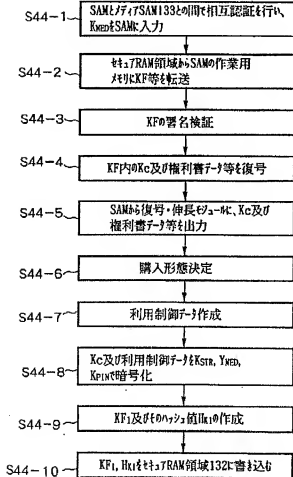 S44-1
SAMとメディアSAM133との間で相互認証を行い、
KMEDをSAMに入力
S44-2
セキュアRAM領域からSAMの作業用
メモリにKF等を転送
S44-3
KFの署名検証
S44-4
KF内のKc及び権利書データ等を復号
S44-5
SAMから復号・伸長モジュールに、Kc及び
権利書データ等を出力
S44-6
購入形態決定
S44-7
利用制御データ作成
S44-8
Kc及び利用制御データをKSTR, YMED,
KPINで暗号化
S44-9
KF1及びそのハッシュ値HK1の作成
S44-10
KF1, HK1をセキュアRAM領域132に書き込む